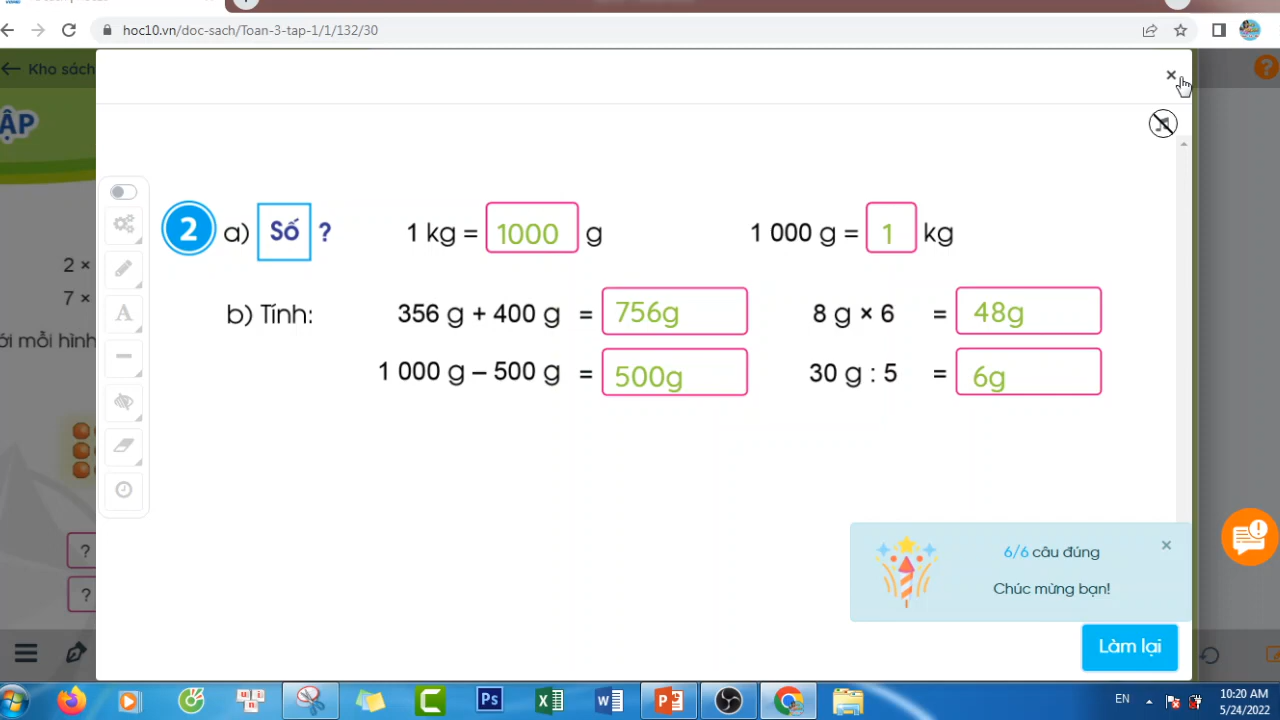 hoc10.vn/doc-sach/Toan-3-tap-1/1/132/30
← Kho sách
ẬP
2 ×
7 ×
ới mỗi hình
?
?
×
2 a) Số ? 1 kg = 1000 g 1 000 g = 1 kg
b) Tính: 356 g + 400 g = 756g 8 g × 6 = 48g
1 000 g – 500 g = 500g 30 g : 5 = 6g
A
6/6 câu đúng ×
Chúc mừng bạn!
Làm lại
?
EN 10:20 AM
5/24/2022